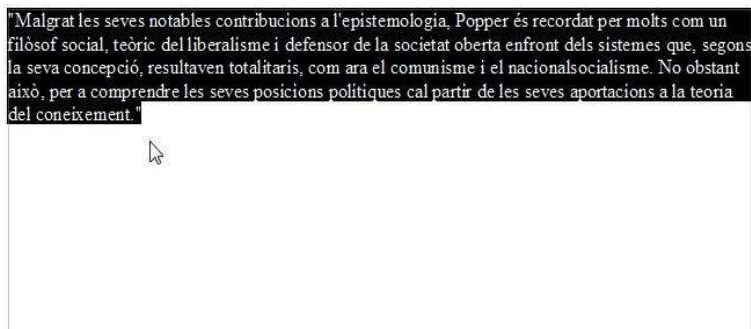 "Malgrat les seves notables contribucions a l'epistemologia, Popper és recordat per molts com un
filòsof social, teòric del liberalisme i defensor de la societat oberta enfront dels sistemes que, segons
la seva concepció, resultaven totalitaris, com ara el comunisme i el nacionalsocialisme. No obstant
això, per a comprendre les seves posicions polítiques cal partir de les seves aportacions a la teoria
del coneixement."